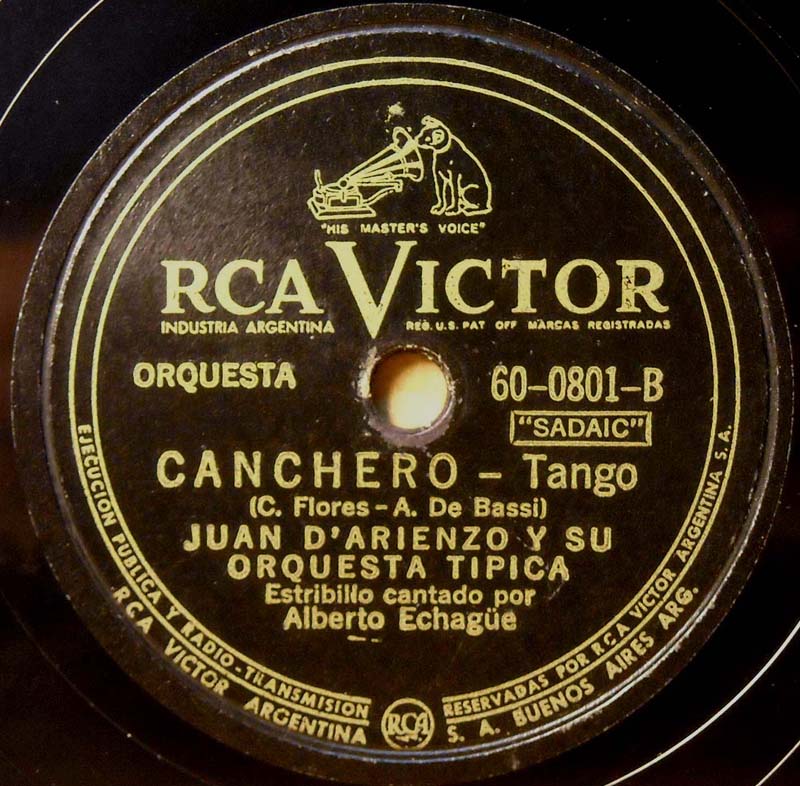 "HIS MASTER'S VOICE"
RCA VICTOR
INDUSTRIA ARGENTINA
REG. U.S. PAT OFF MARCAS REGISTRADAS
ORQUESTA
60-0801-B
"SADAIC"
CANCHERO - Tango
(C. Flores - A. De Bassi)
JUAN D'ARIENZO Y SU
ORQUESTA TIPICA
Estribillo cantado por
Alberto Echagüe
EJECUCION PUBLICA Y RADIO-TRANSMISION
RESERVADAS POR R.C.A VICTOR ARGENTINA S.A.
RCA VICTOR ARGENTINA
RCA
S. A. BUENOS AIRES ARG.